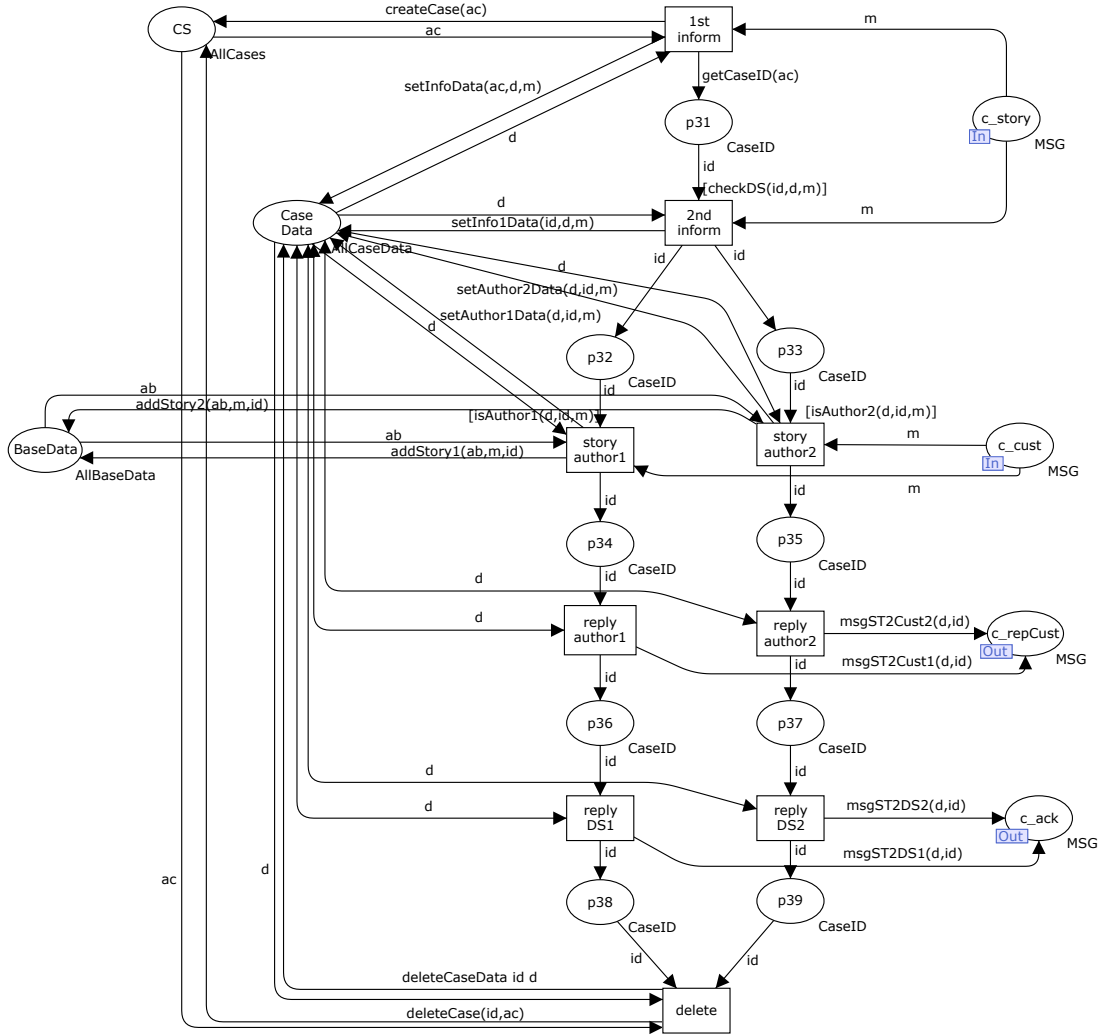 createCase(ac)
CS
ac
AllCases
1st
inform
m
setInfoData(ac,d,m)
getCaseID(ac)
d
p31
CaseID
c_story
In
MSG
id
[checkDS(id,d,m)]
Case
Data
AllCaseData
d
setInfo1Data(id,d,m)
2nd
inform
m
id
id
d
setAuthor2Data(d,id,m)
setAuthor1Data(d,id,m)
d
p32
CaseID
p33
CaseID
id
id
ab
addStory2(ab,m,id)
[isAuthor1(d,id,m)]
[isAuthor2(d,id,m)]
BaseData
AllBaseData
ab
addStory1(ab,m,id)
story
author1
story
author2
m
c_cust
In
MSG
m
id
id
p34
CaseID
p35
CaseID
id
id
d
d
reply
author1
reply
author2
msgST2Cust2(d,id)
c_repCust
Out
MSG
msgST2Cust1(d,id)
id
id
p36
CaseID
p37
CaseID
id
id
d
d
reply
DS1
reply
DS2
msgST2DS2(d,id)
c_ack
Out
MSG
msgST2DS1(d,id)
id
id
ac
d
p38
CaseID
p39
CaseID
id
id
deleteCaseData id d
delete
deleteCase(id,ac)